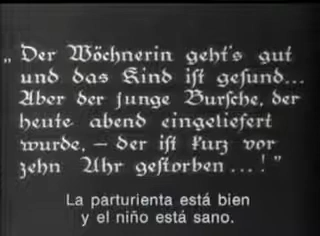 „Der Wöchnerin geht's gut
und das Kind ist gesund...
Aber der junge Bursche, der
heute abend eingeliefert
wurde, – der ist kurz vor
zehn Uhr gestorben...!"
La parturienta está bien
y el niño está sano.